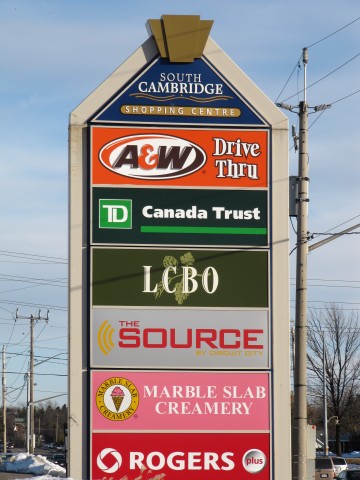 SOUTH
CAMBRIDGE
SHOPPING CENTRE
A&W Drive
Thru
TD Canada Trust
LCBO
THE
SOURCE
BY CIRCUIT CITY
MARBLE SLAB
CREAMERY
MARBLE SLAB
CREAMERY
ROGERS plus